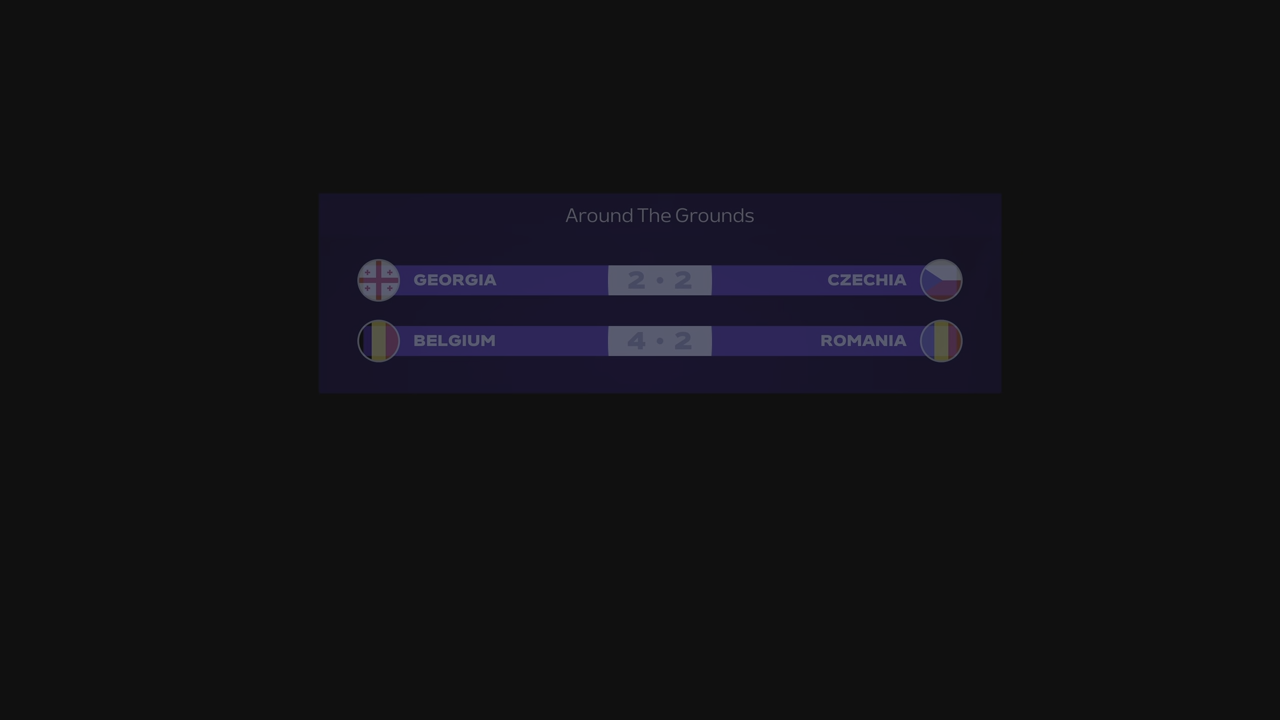 Around The Grounds
GEORGIA 2 • 2 CZECHIA
BELGIUM 4 • 2 ROMANIA